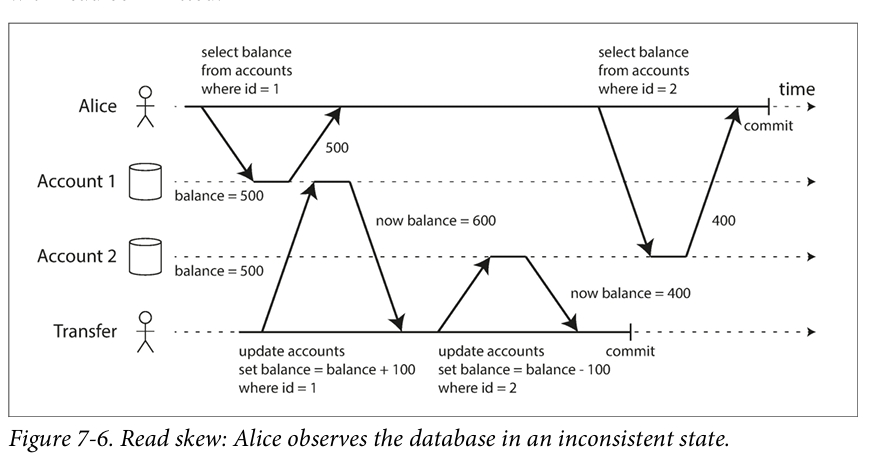 select balance
from accounts
where id = 1
select balance
from accounts
where id = 2
time
Alice
commit
500
Account 1
balance = 500
now balance = 600
400
Account 2
balance = 500
now balance = 400
Transfer
update accounts
set balance = balance + 100
where id = 1
update accounts
set balance = balance - 100
where id = 2
commit
Figure 7-6. Read skew: Alice observes the database in an inconsistent state.